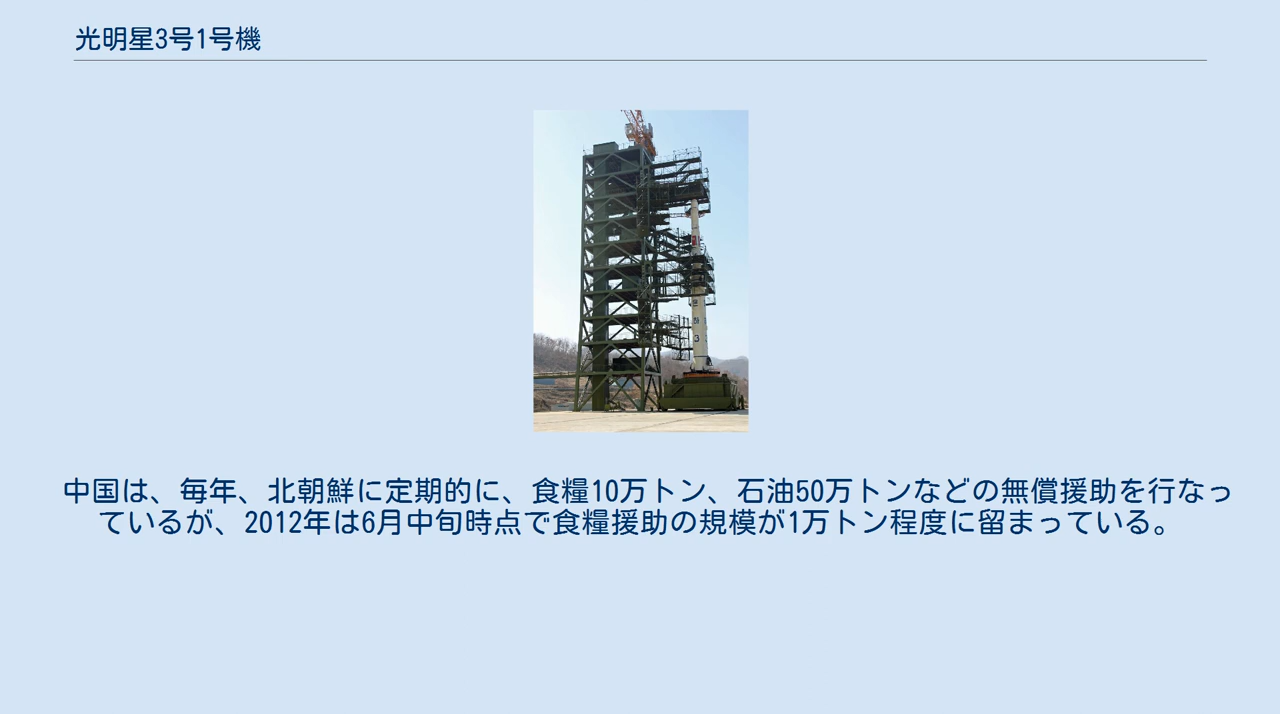 光明星3号1号機
3
中国は、毎年、北朝鮮に定期的に、食糧10万トン、石油50万トンなどの無償援助を行なっ
ているが、2012年は6月中旬時点で食糧援助の規模が1万トン程度に留まっている。